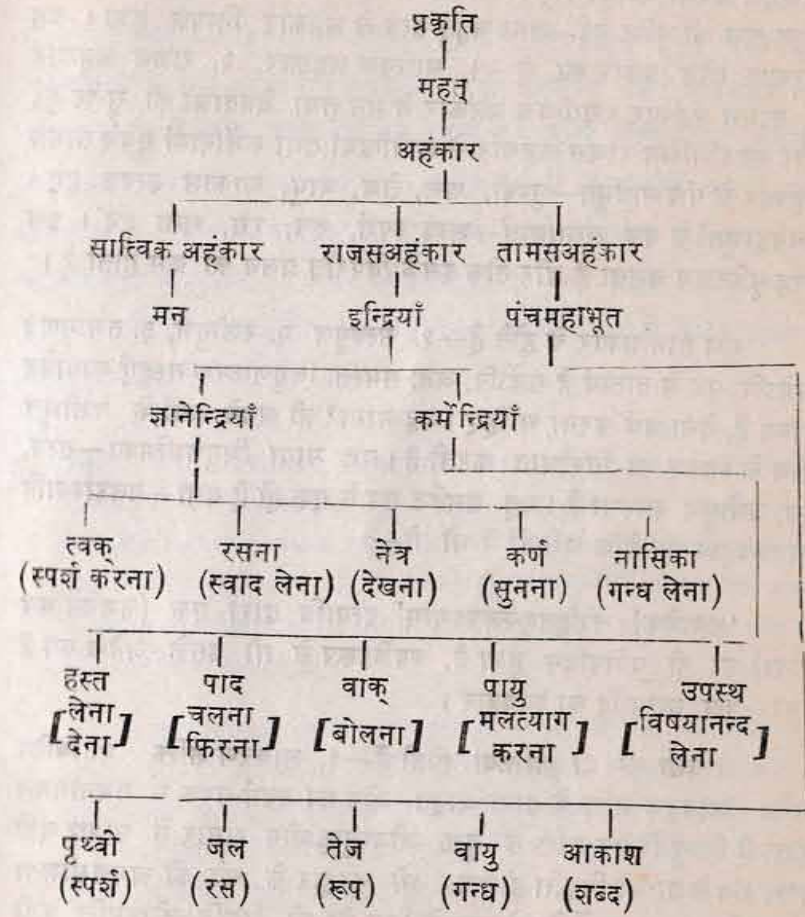 प्रकृति
महत्
अहंकार
सात्त्विक अहंकार राजसअहंकार तामसअहंकार
मन इन्द्रियाँ पंचमहाभूत
ज्ञानेन्द्रियाँ कर्मेन्द्रियाँ
त्वक् रसना नेत्र कर्ण नासिका
(स्पर्श करना) (स्वाद लेना) (देखना) (सुनना) (गन्ध लेना)
हस्त पाद वाक् पायु उपस्थ
[लेना देना] [चलना फिरना] [बोलना] [मलत्याग करना] [विषयानन्द लेना]
पृथ्वी जल तेज वायु आकाश
(स्पर्श) (रस) (रूप) (गन्ध) (शब्द)